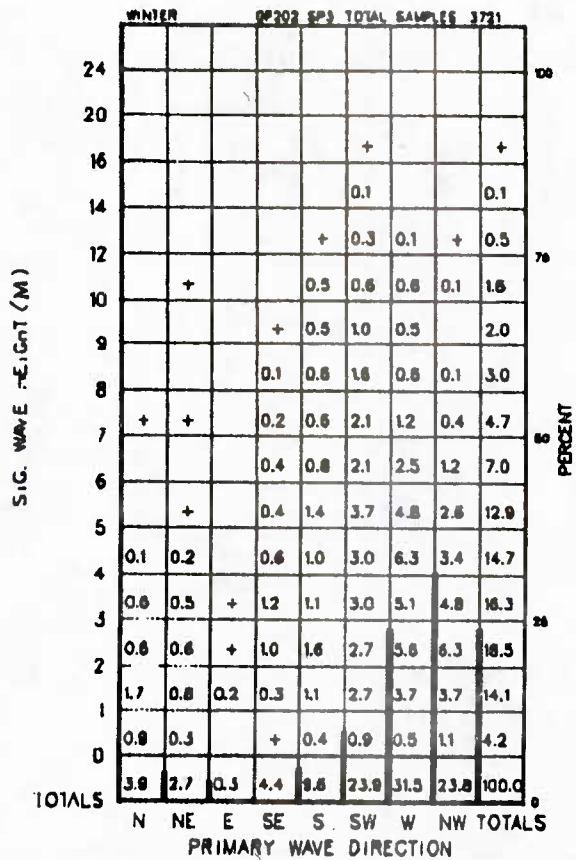 WINTER DF202 SP3 TOTAL SAMPLES 3721
24 100
20
16 + +
14 0.1 0.1
12 + 0.3 0.1 + 0.5 75
10 + 0.5 0.6 0.6 0.1 1.6
9 + 0.5 1.0 0.5 2.0
8 0.1 0.6 1.6 0.6 0.1 3.0
7 + + 0.2 0.6 2.1 1.2 0.4 4.7 50
6 0.4 0.8 2.1 2.5 1.2 7.0
5 + 0.4 1.4 3.7 4.8 2.6 12.9
4 0.1 0.2 0.6 1.0 3.0 6.3 3.4 14.7
3 0.6 0.5 + 1.2 1.1 3.0 5.1 4.8 16.3 25
2 0.6 0.6 + 1.0 1.6 2.7 5.6 6.3 18.5
1 1.7 0.8 0.2 0.3 1.1 2.7 3.7 3.7 14.1
0 0.9 0.5 + 0.4 0.9 0.5 1.1 4.2
TOTALS 3.9 2.7 0.3 4.4 9.6 23.9 31.5 23.8 100.0 0
N NE E SE S SW W NW TOTALS
PRIMARY WAVE DIRECTION
SIG. WAVE HEIGHT (M)
PERCENT